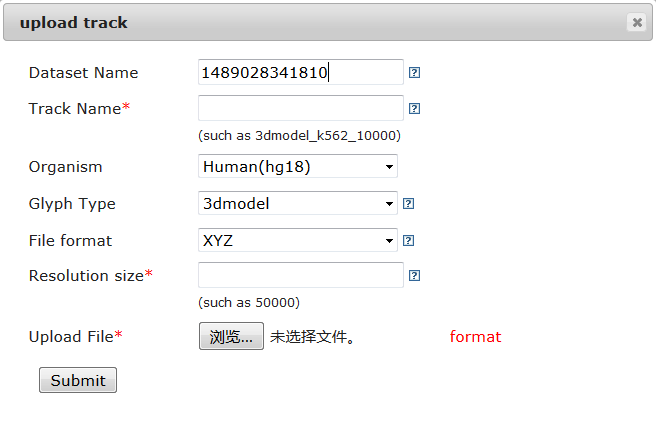 upload track
Dataset Name 1489028341810 ?
Track Name* ?
(such as 3dmodel_k562_10000)
Organism Human(hg18)
Glyph Type 3dmodel ?
File format XYZ ?
Resolution size* ?
(such as 50000)
Upload File* 浏览... 未选择文件。 format
Submit